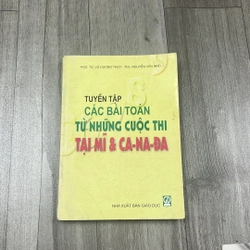 TUYỂN TẬP
CÁC BÀI TOÁN
TỪ NHỮNG CUỘC THI
TẠI MĨ & CA-NA-ĐA
NHÀ XUẤT BẢN GIÁO DỤC